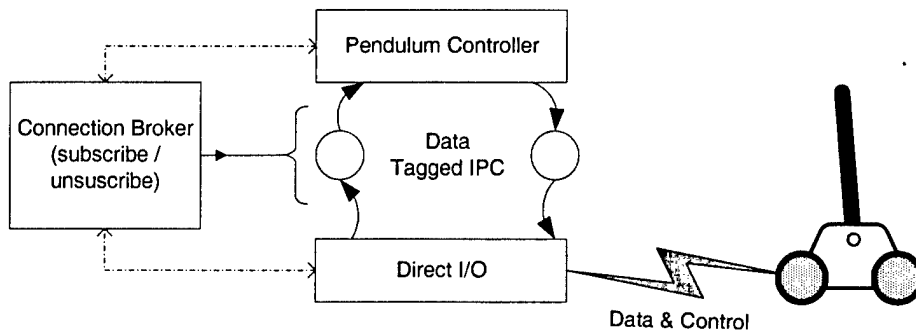 Pendulum Controller
Connection Broker
(subscribe /
unsuscribe)
Data
Tagged IPC
Direct I/O
Data & Control